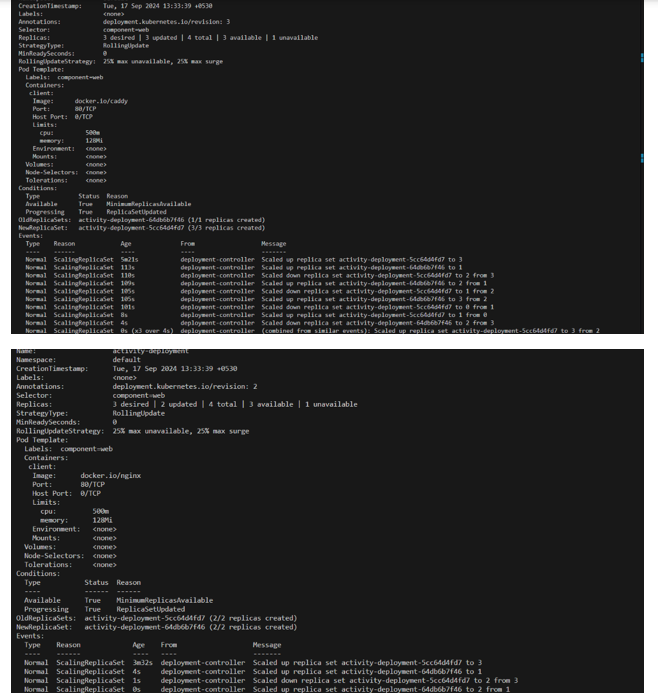 CreationTimestamp: Tue, 17 Sep 2024 13:33:39 +0530
Labels: <none>
Annotations: deployment.kubernetes.io/revision: 3
Selector: component=web
Replicas: 3 desired | 3 updated | 4 total | 3 available | 1 unavailable
StrategyType: RollingUpdate
MinReadySeconds: 0
RollingUpdateStrategy: 25% max unavailable, 25% max surge
Pod Template:
Labels: component=web
Containers:
client:
Image: docker.io/caddy
Port: 80/TCP
Host Port: 0/TCP
Limits:
cpu: 500m
memory: 128Mi
Environment: <none>
Mounts: <none>
Volumes: <none>
Node-Selectors: <none>
Tolerations: <none>
Conditions:
Type Status Reason
Available True MinimumReplicasAvailable
Progressing True ReplicaSetUpdated
OldReplicaSets: activity-deployment-64db6b7f46 (1/1 replicas created)
NewReplicaSet: activity-deployment-5cc64d4fd7 (3/3 replicas created)
Events:
Type Reason Age From Message
---- ------ ---- ---- -------
Normal ScalingReplicaSet 5m21s deployment-controller Scaled up replica set activity-deployment-5cc64d4fd7 to 3
Normal ScalingReplicaSet 113s deployment-controller Scaled up replica set activity-deployment-64db6b7f46 to 1
Normal ScalingReplicaSet 110s deployment-controller Scaled down replica set activity-deployment-5cc64d4fd7 to 2 from 3
Normal ScalingReplicaSet 109s deployment-controller Scaled up replica set activity-deployment-64db6b7f46 to 2 from 1
Normal ScalingReplicaSet 105s deployment-controller Scaled down replica set activity-deployment-5cc64d4fd7 to 1 from 2
Normal ScalingReplicaSet 105s deployment-controller Scaled up replica set activity-deployment-64db6b7f46 to 3 from 2
Normal ScalingReplicaSet 101s deployment-controller Scaled down replica set activity-deployment-5cc64d4fd7 to 0 from 1
Normal ScalingReplicaSet 8s deployment-controller Scaled up replica set activity-deployment-5cc64d4fd7 to 1 from 0
Normal ScalingReplicaSet 4s deployment-controller Scaled down replica set activity-deployment-64db6b7f46 to 2 from 3
Normal ScalingReplicaSet 0s (x3 over 4s) deployment-controller (combined from similar events): Scaled up replica set activity-deployment-5cc64d4fd7 to 3 from 2
Name: activity-deployment
Namespace: default
CreationTimestamp: Tue, 17 Sep 2024 13:33:39 +0530
Labels: <none>
Annotations: deployment.kubernetes.io/revision: 2
Selector: component=web
Replicas: 3 desired | 2 updated | 4 total | 3 available | 1 unavailable
StrategyType: RollingUpdate
MinReadySeconds: 0
RollingUpdateStrategy: 25% max unavailable, 25% max surge
Pod Template:
Labels: component=web
Containers:
client:
Image: docker.io/nginx
Port: 80/TCP
Host Port: 0/TCP
Limits:
cpu: 500m
memory: 128Mi
Environment: <none>
Mounts: <none>
Volumes: <none>
Node-Selectors: <none>
Tolerations: <none>
Conditions:
Type Status Reason
---- ------ ------
Available True MinimumReplicasAvailable
Progressing True ReplicaSetUpdated
OldReplicaSets: activity-deployment-5cc64d4fd7 (2/2 replicas created)
NewReplicaSet: activity-deployment-64db6b7f46 (2/2 replicas created)
Events:
Type Reason Age From Message
---- ------ ---- ---- -------
Normal ScalingReplicaSet 3m32s deployment-controller Scaled up replica set activity-deployment-5cc64d4fd7 to 3
Normal ScalingReplicaSet 4s deployment-controller Scaled up replica set activity-deployment-64db6b7f46 to 1
Normal ScalingReplicaSet 1s deployment-controller Scaled down replica set activity-deployment-5cc64d4fd7 to 2 from 3
Normal ScalingReplicaSet 0s deployment-controller Scaled up replica set activity-deployment-64db6b7f46 to 2 from 1